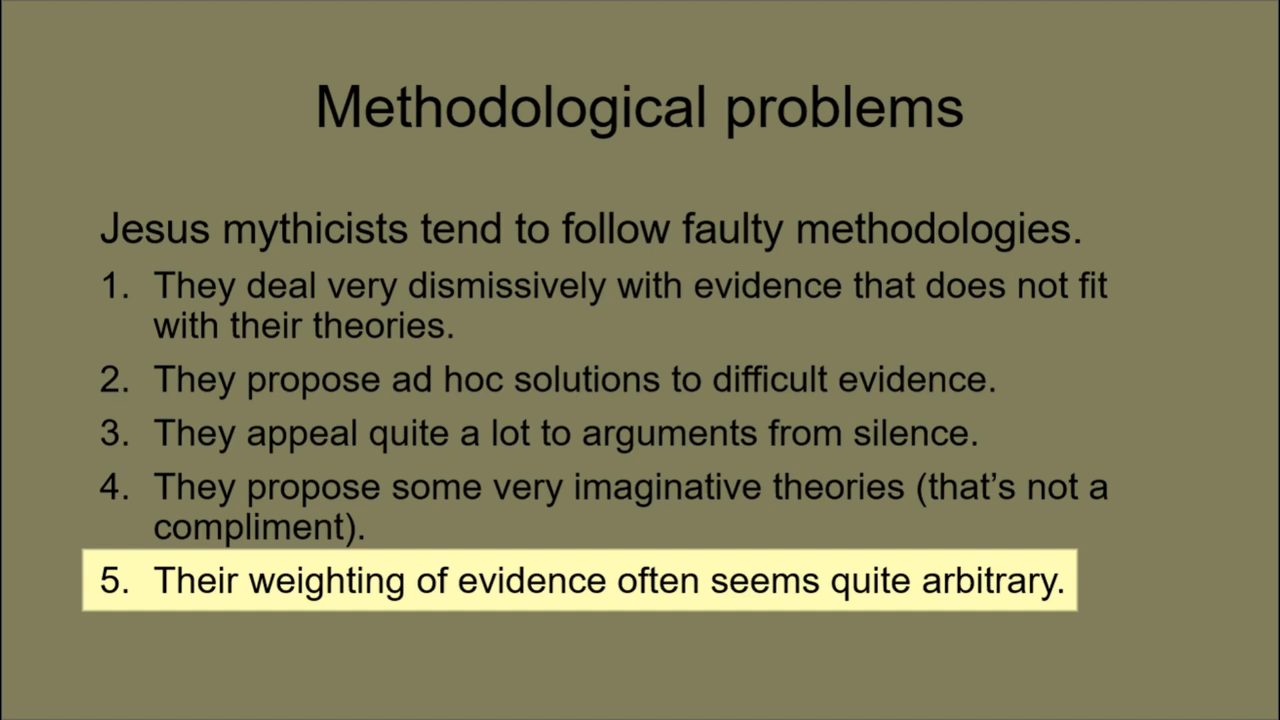 Methodological problems
Jesus mythicists tend to follow faulty methodologies.
1. They deal very dismissively with evidence that does not fit
with their theories.
2. They propose ad hoc solutions to difficult evidence.
3. They appeal quite a lot to arguments from silence.
4. They propose some very imaginative theories (that’s not a
compliment).
5. Their weighting of evidence often seems quite arbitrary.